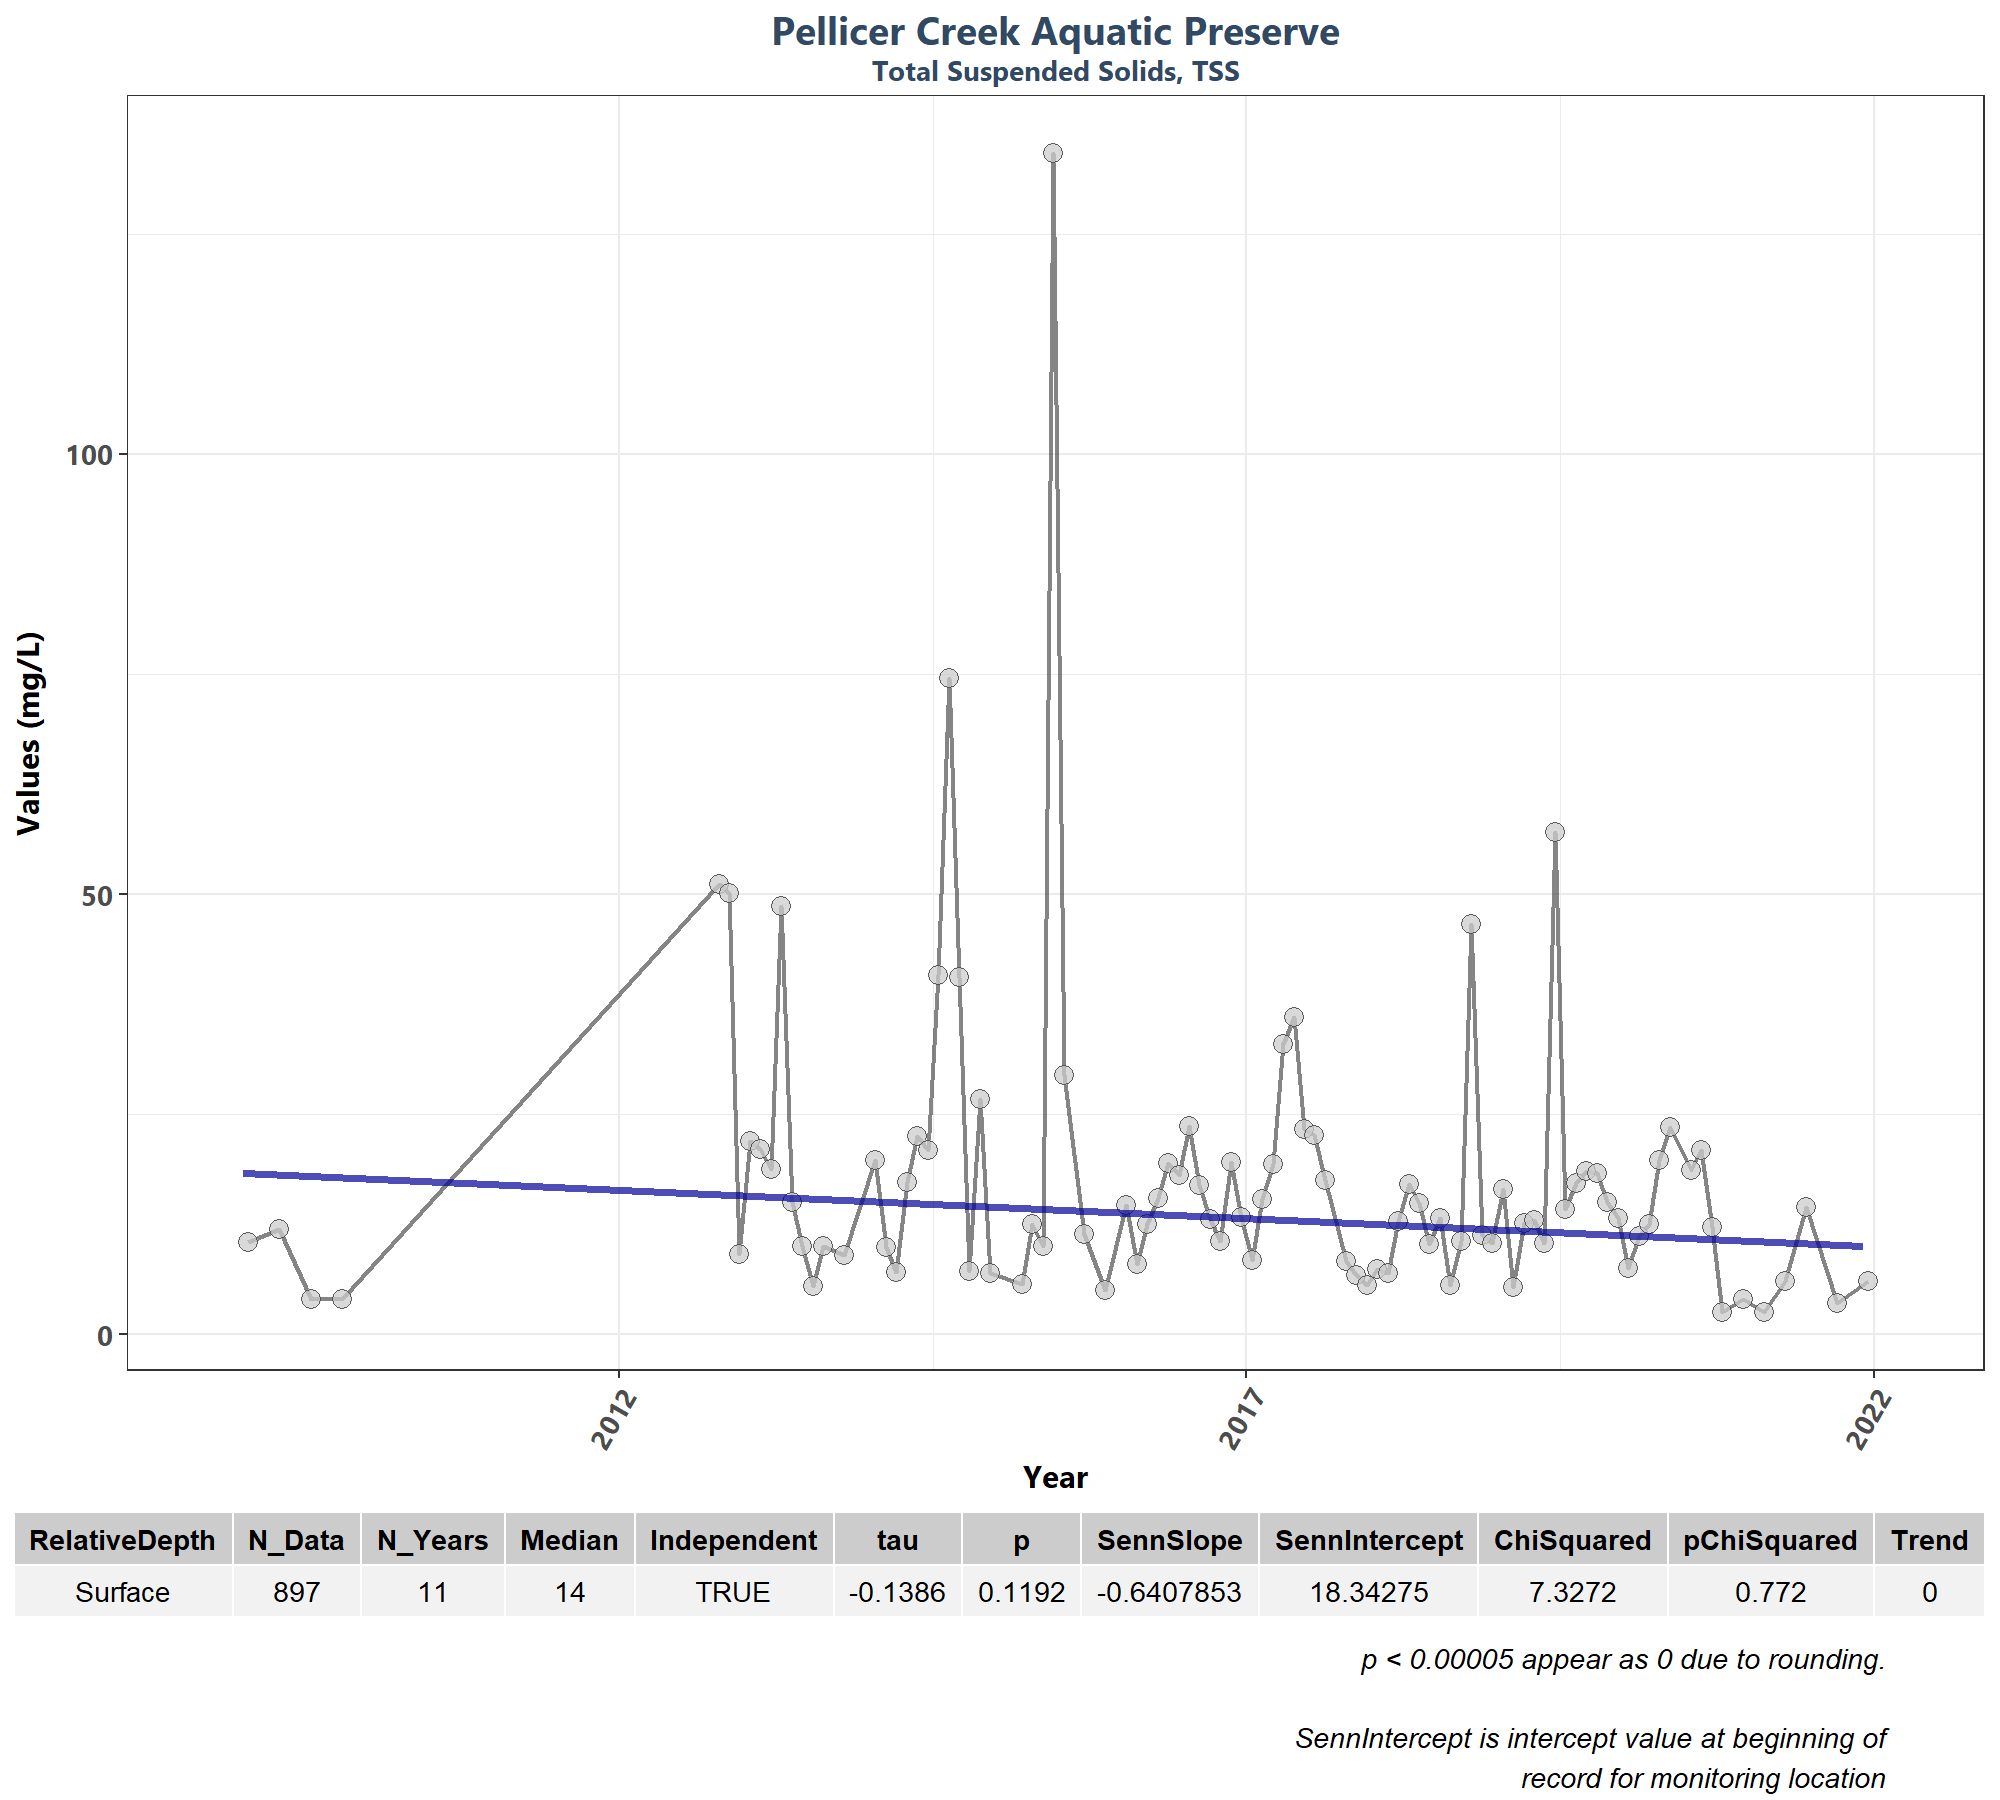 Pellicer Creek Aquatic Preserve
Total Suspended Solids, TSS
Values (mg/L)
100
50
0
2012
2017
2022
Year
RelativeDepth N_Data N_Years Median Independent tau p SennSlope SennIntercept ChiSquared pChiSquared Trend
Surface 897 11 14 TRUE -0.1386 0.1192 -0.6407853 18.34275 7.3272 0.772 0
p < 0.00005 appear as 0 due to rounding.
SennIntercept is intercept value at beginning of
record for monitoring location